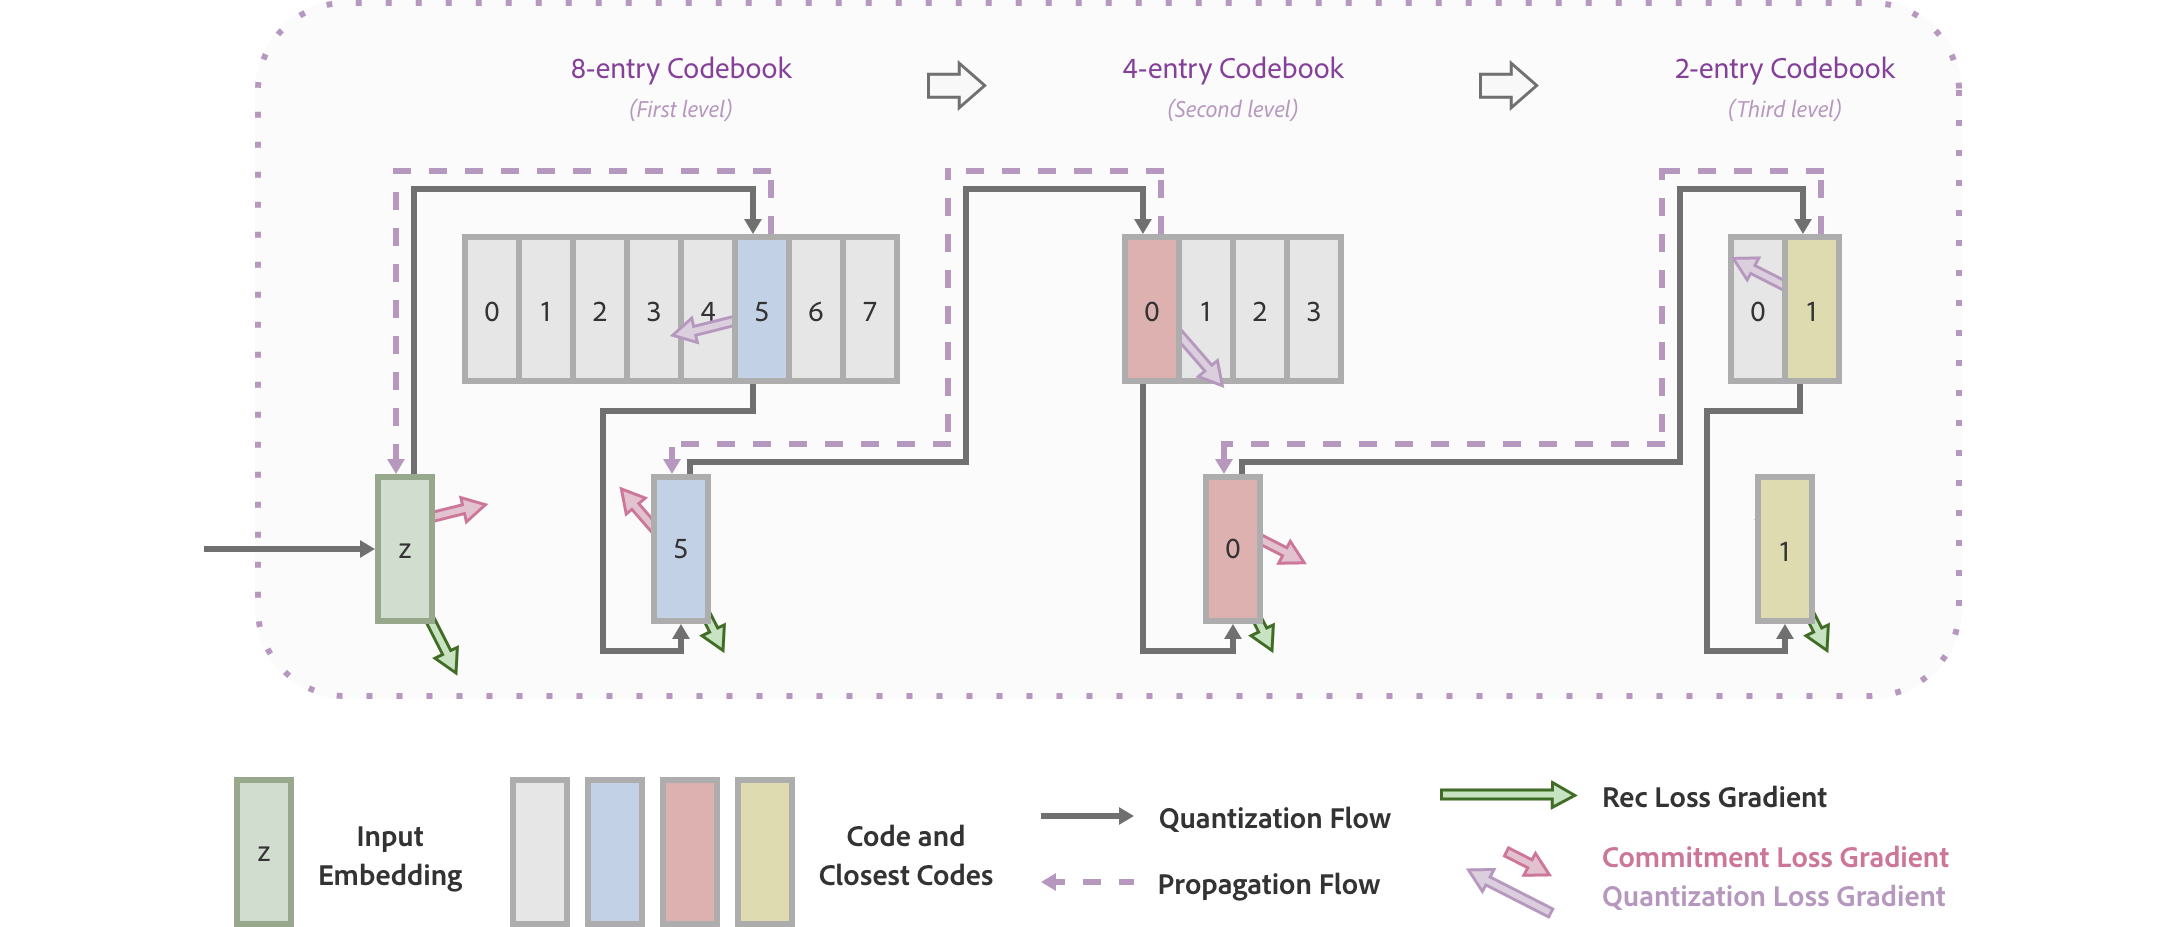 8-entry Codebook
(First level)
4-entry Codebook
(Second level)
2-entry Codebook
(Third level)
0 1 2 3 4 5 6 7
0 1 2 3
0 1
z
5
0
1
z
Input
Embedding
Code and
Closest Codes
Quantization Flow
Propagation Flow
Rec Loss Gradient
Commitment Loss Gradient
Quantization Loss Gradient